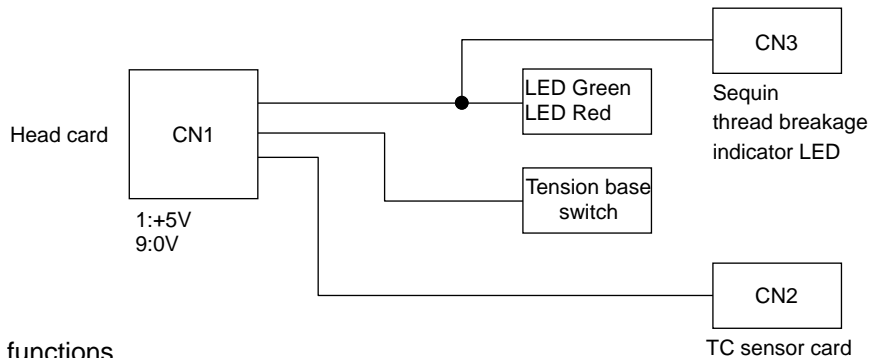 CN3
LED Green
LED Red
Sequin
thread breakage
indicator LED
Head card
CN1
Tension base
switch
1:+5V
9:0V
CN2
TC sensor card
functions